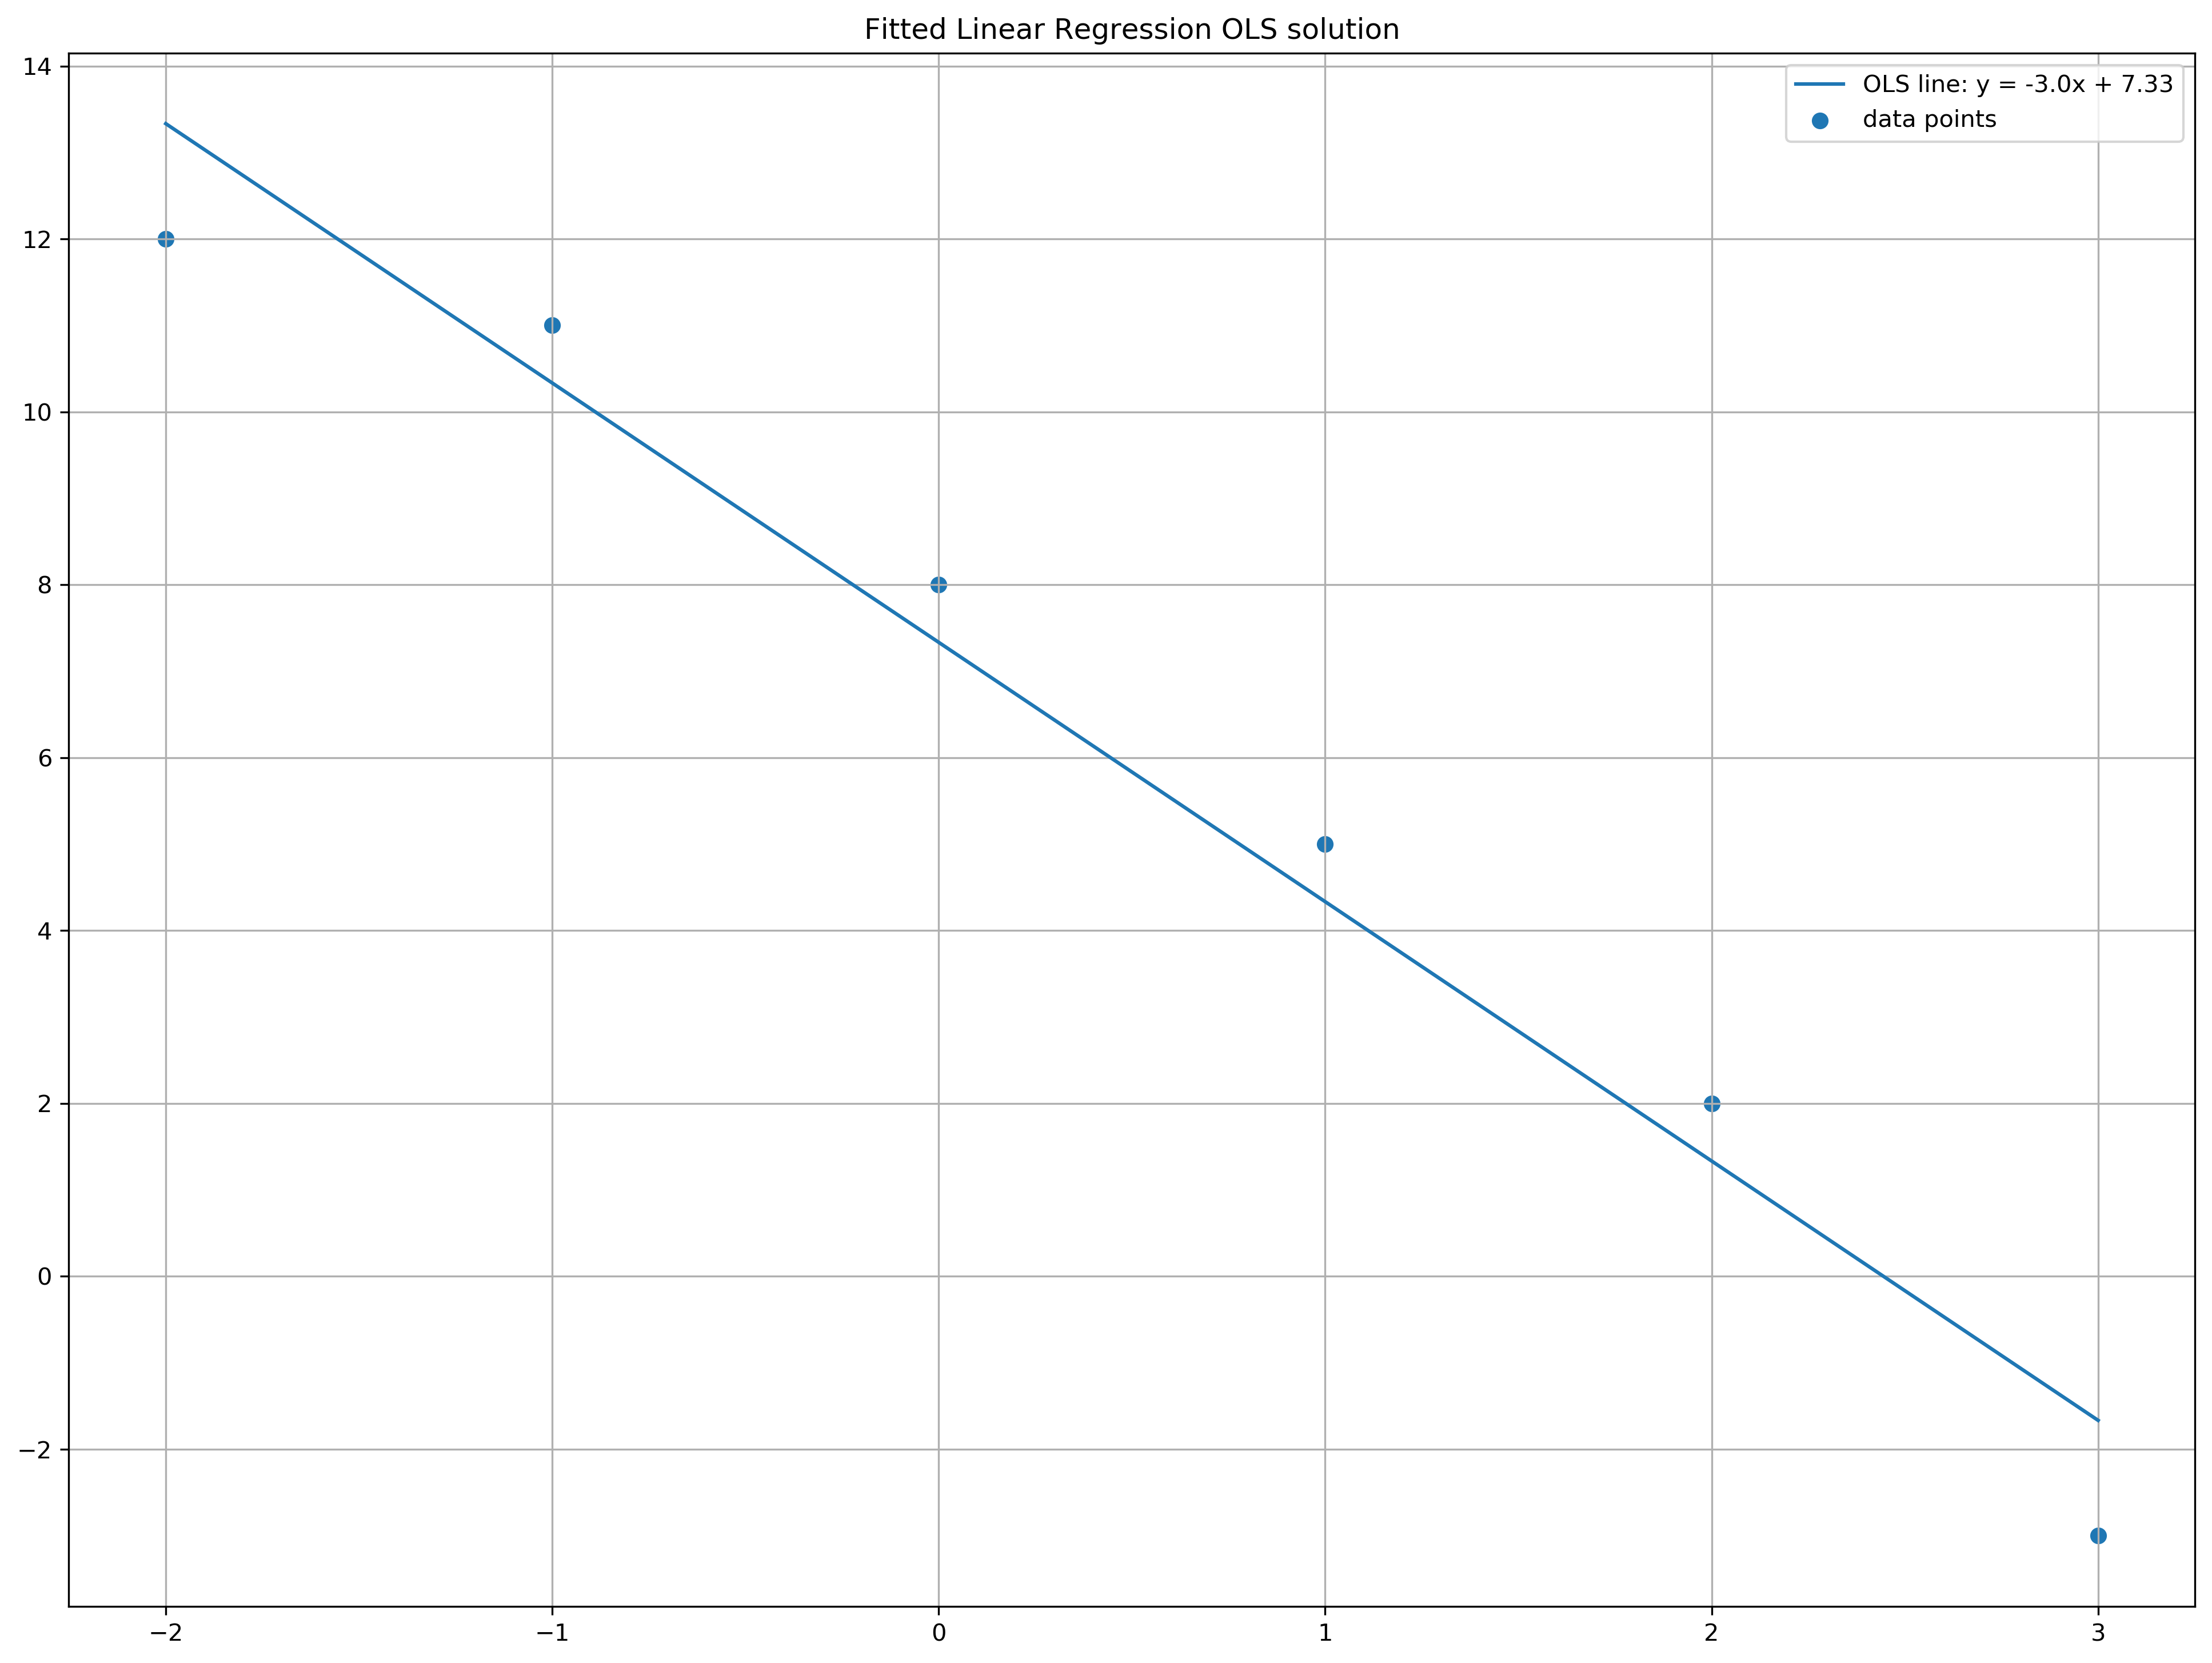 Fitted Linear Regression OLS solution
OLS line: y = -3.0x + 7.33
data points
14
12
10
8
6
4
2
0
−2
−2 −1 0 1 2 3